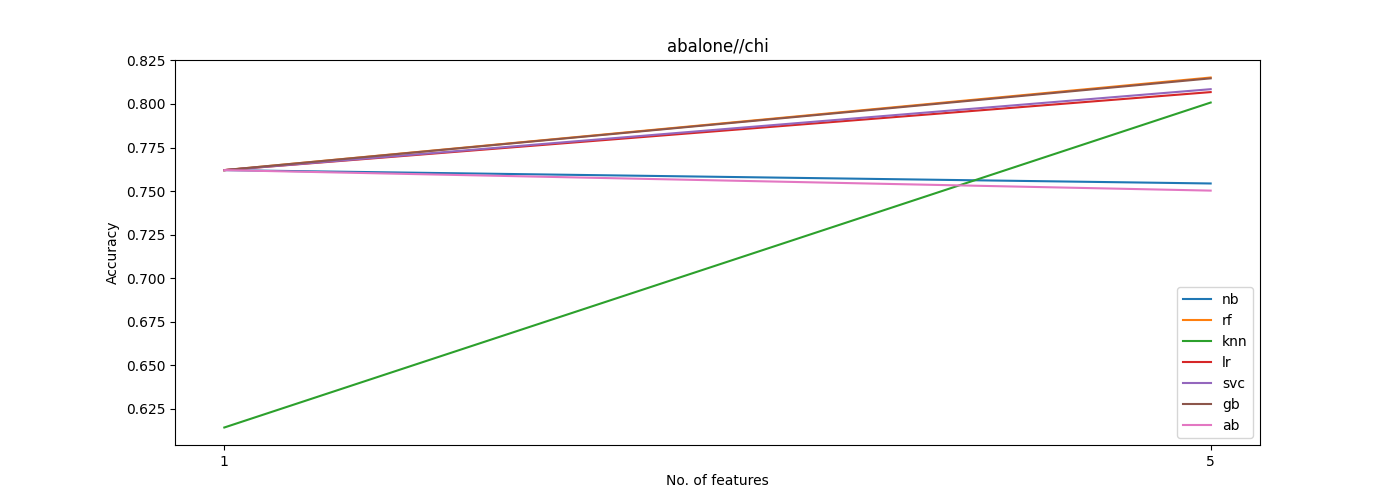 abalone//chi
0.825
0.800
0.775
0.750
0.725
0.700
0.675
0.650
0.625
Accuracy
1
5
No. of features
nb
rf
knn
lr
svc
gb
ab